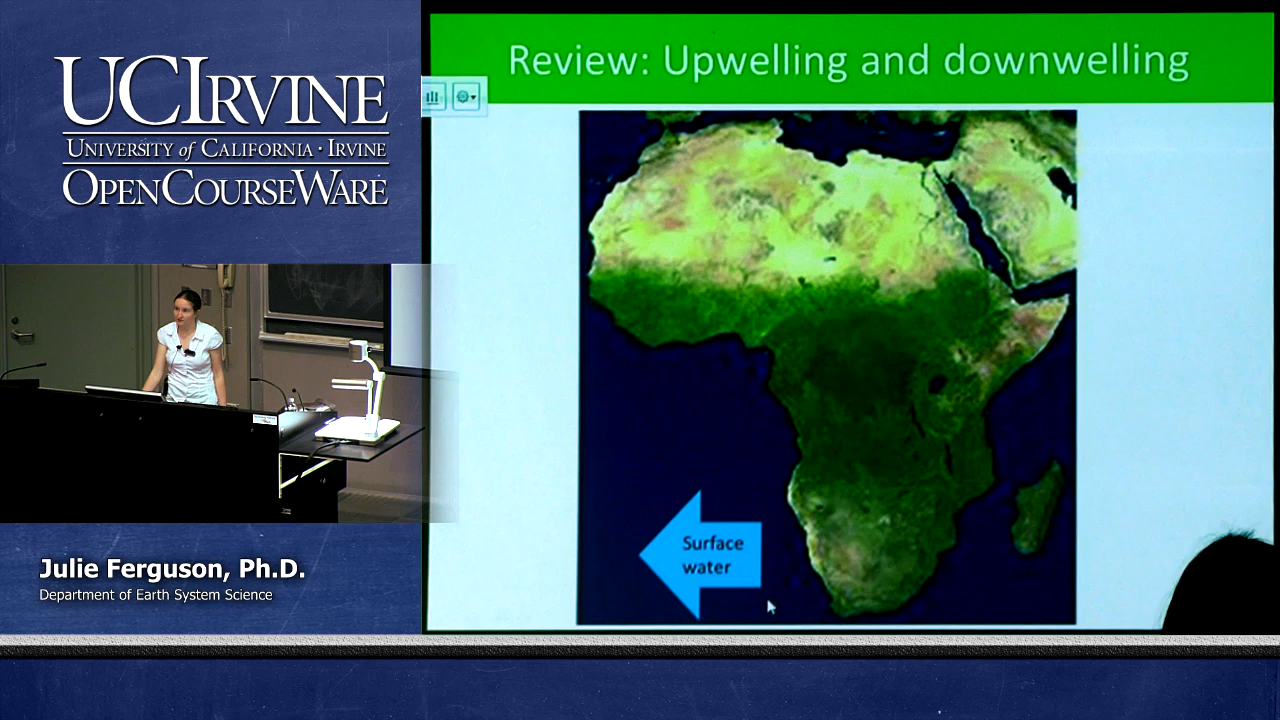 UCIRVINE
UNIVERSITY of CALIFORNIA · IRVINE
OPENCOURSEWARE
Julie Ferguson, Ph.D.
Department of Earth System Science
Review: Upwelling and downwelling
Surface
water